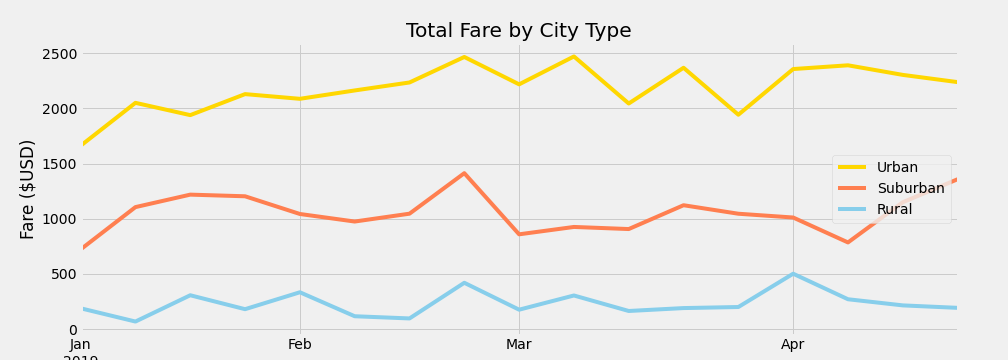 Total Fare by City Type
Fare ($USD)
2500
2000
1500
1000
500
0
Urban
Suburban
Rural
Jan
Feb
Mar
Apr
2019